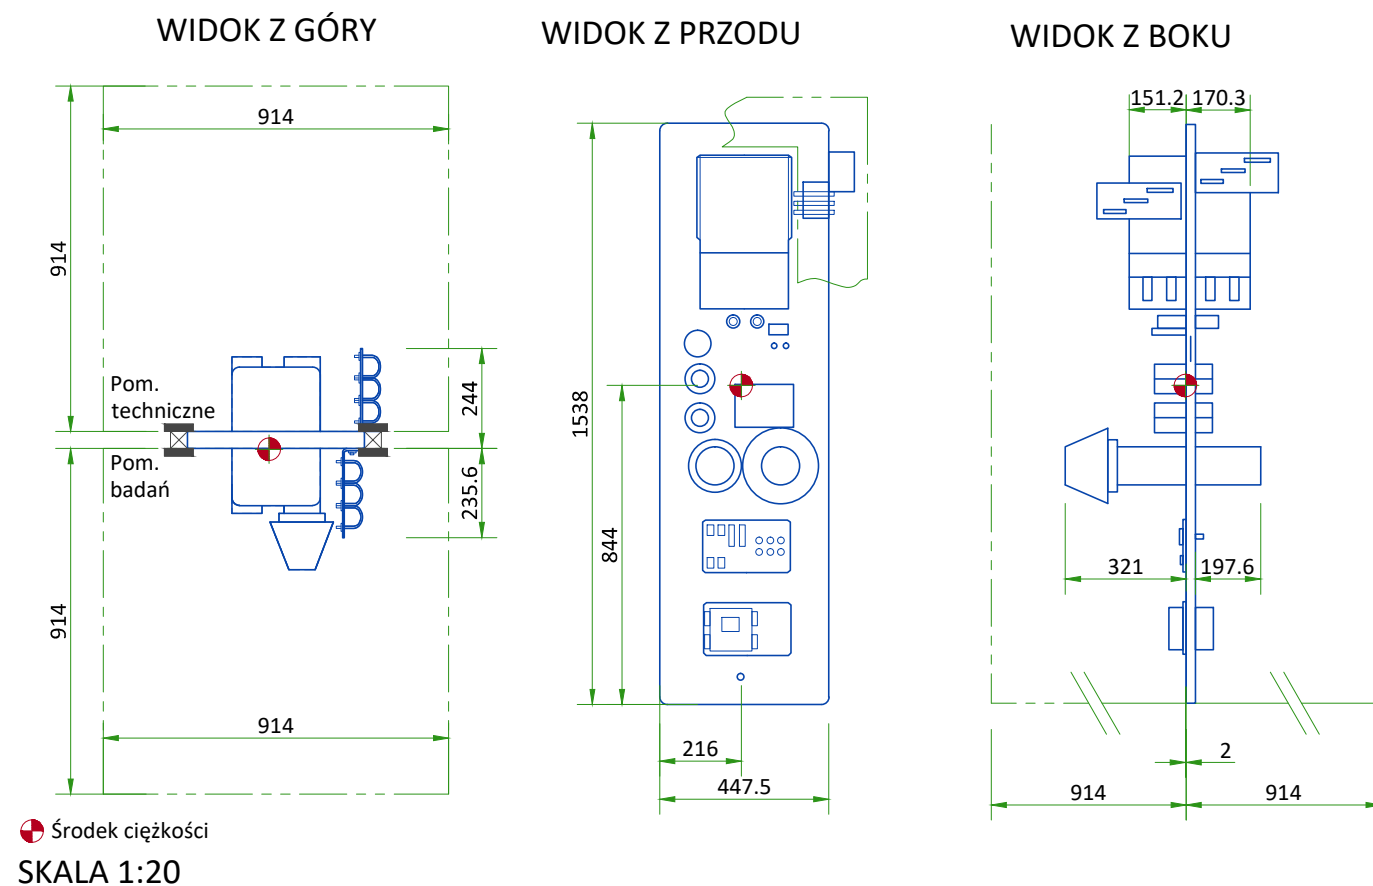 WIDOK Z GÓRY
WIDOK Z PRZODU
WIDOK Z BOKU
914
914
Pom.
techniczne
Pom.
badań
244
235.6
914
914
1538
844
216
447.5
151.2
170.3
321
197.6
2
914
914
Środek ciężkości
SKALA 1:20